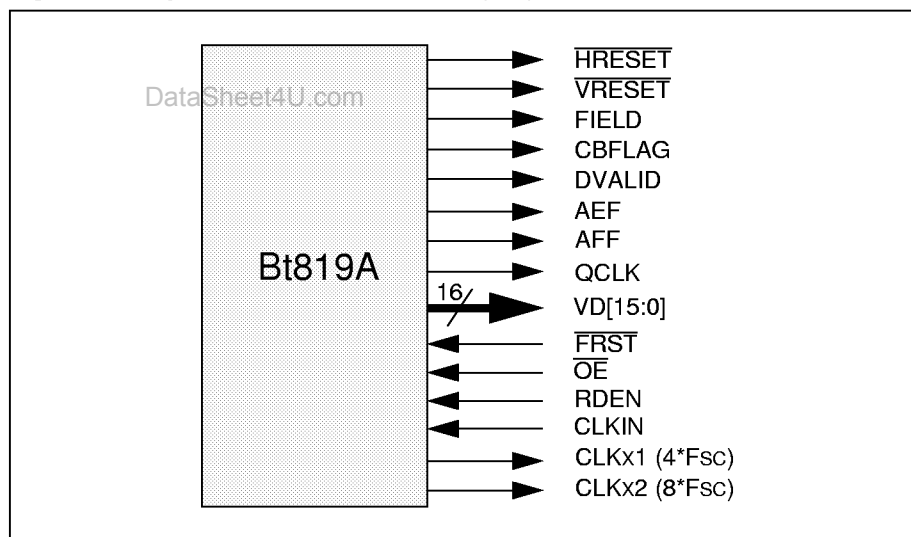 HRESET
VRESET
DataSheet4U.com
FIELD
CBFLAG
DVALID
AEF
AFF
Bt819A
QCLK
16
VD[15:0]
FRST
OE
RDEN
CLKIN
CLKx1 (4*Fsc)
CLKx2 (8*Fsc)